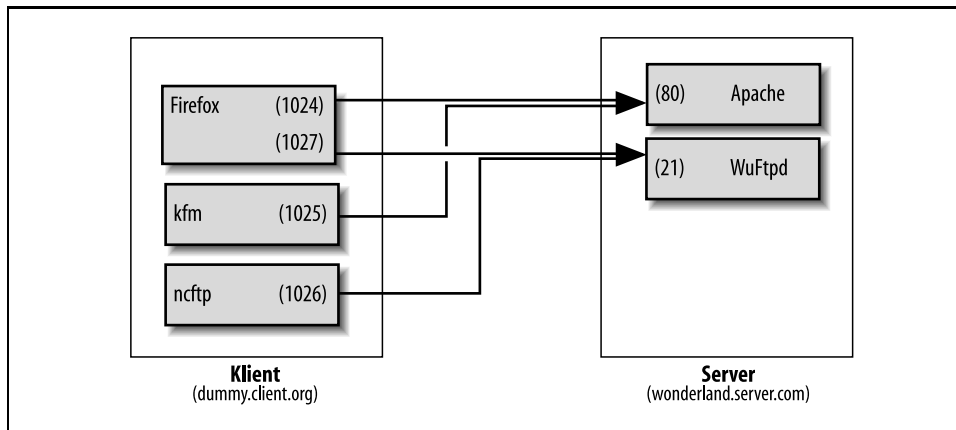 Firefox (1024)
(1027)
kfm (1025)
ncftp (1026)
Klient
(dummy.client.org)
(80) Apache
(21) WuFtpd
Server
(wonderland.server.com)